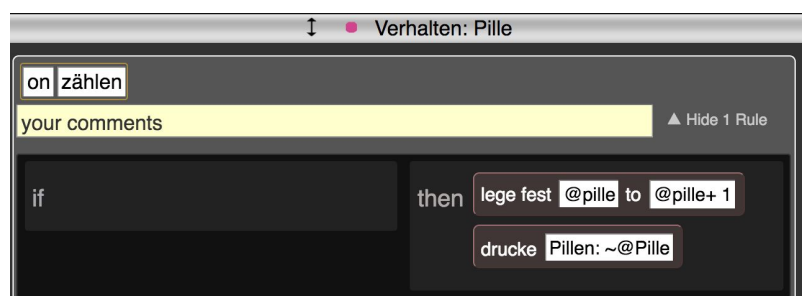 Verhalten: Pille
on zählen
your comments
Hide 1 Rule
if
then lege fest @pille to @pille+ 1
drucke Pillen: ~@Pille